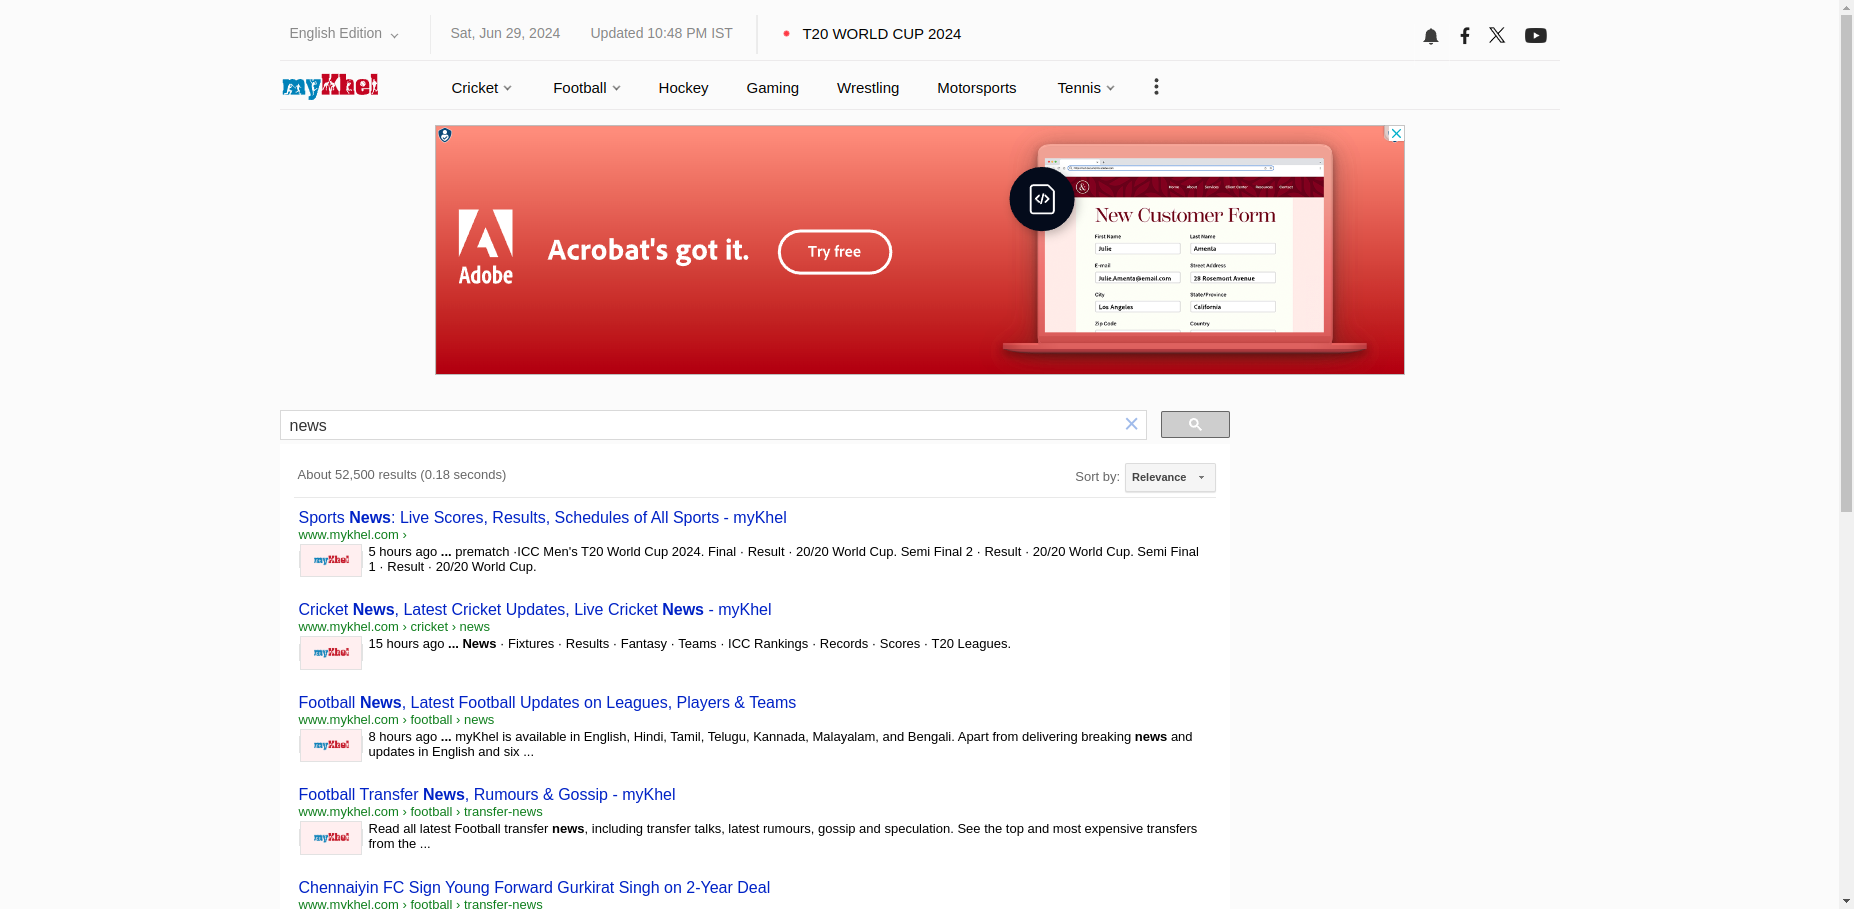 English Edition
Sat, Jun 29, 2024
Updated 10:48 PM IST
T20 WORLD CUP 2024
myKhel
Cricket
Football
Hockey
Gaming
Wrestling
Motorsports
Tennis
Adobe
Acrobat's got it.
Try free
Home About Services Client Center Resources Contact
New Customer Form
First Name Last Name
Julie Amenta
E-mail Street Address
Julie.Amenta@email.com 28 Rosemont Avenue
City State/Province
Los Angeles California
Zip Code Country
news
About 52,500 results (0.18 seconds)
Sort by: Relevance
Sports News: Live Scores, Results, Schedules of All Sports - myKhel
www.mykhel.com ›
myKhel
5 hours ago ... prematch ·ICC Men's T20 World Cup 2024. Final · Result · 20/20 World Cup. Semi Final 2 · Result · 20/20 World Cup. Semi Final
1 · Result · 20/20 World Cup.
Cricket News, Latest Cricket Updates, Live Cricket News - myKhel
www.mykhel.com › cricket › news
myKhel
15 hours ago ... News · Fixtures · Results · Fantasy · Teams · ICC Rankings · Records · Scores · T20 Leagues.
Football News, Latest Football Updates on Leagues, Players & Teams
www.mykhel.com › football › news
myKhel
8 hours ago ... myKhel is available in English, Hindi, Tamil, Telugu, Kannada, Malayalam, and Bengali. Apart from delivering breaking news and
updates in English and six ...
Football Transfer News, Rumours & Gossip - myKhel
www.mykhel.com › football › transfer-news
myKhel
Read all latest Football transfer news, including transfer talks, latest rumours, gossip and speculation. See the top and most expensive transfers
from the ...
Chennaiyin FC Sign Young Forward Gurkirat Singh on 2-Year Deal
www.mykhel.com › football › transfer-news